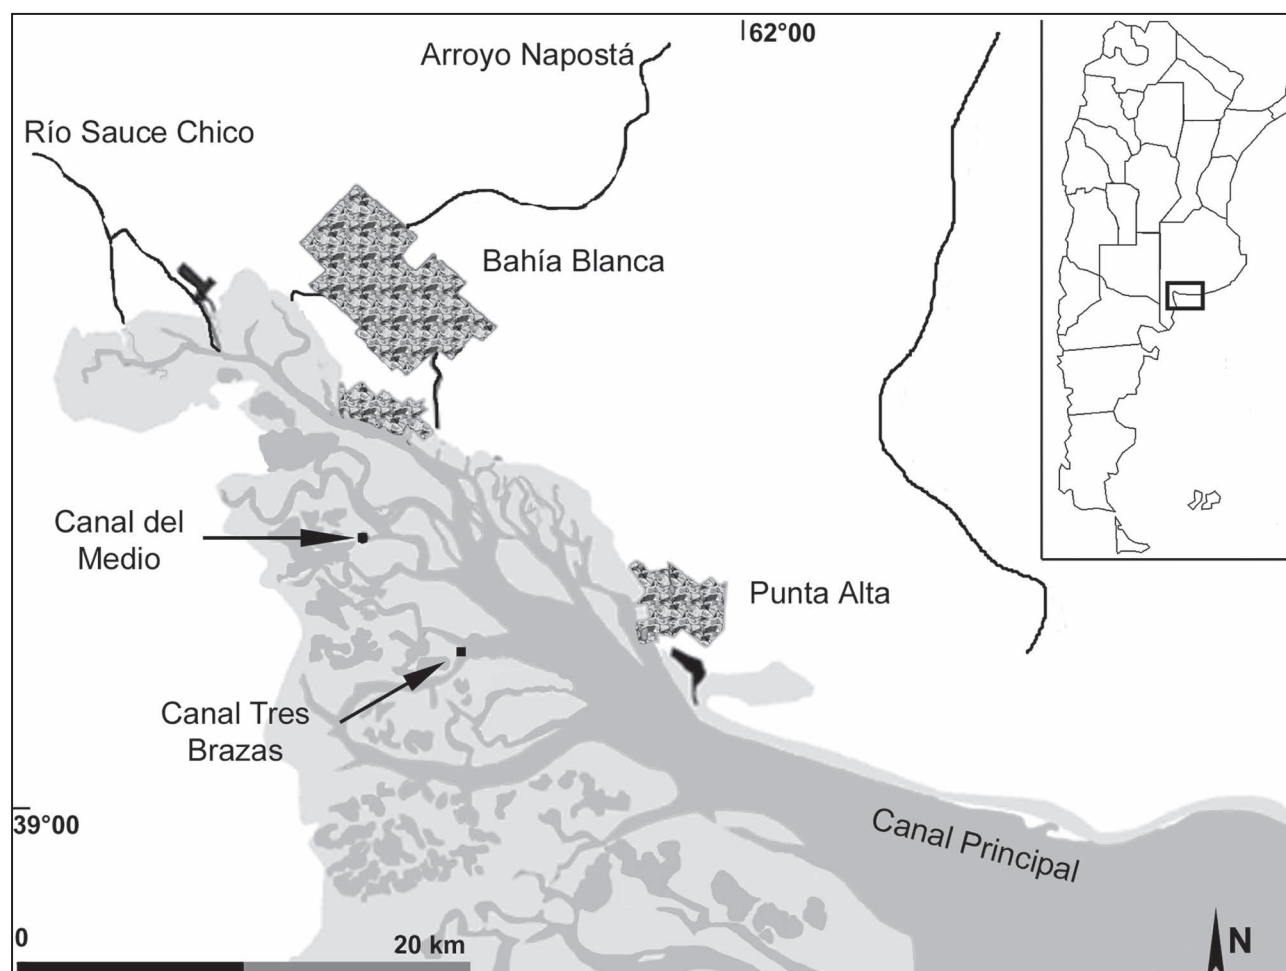 62°00
Arroyo Napostá
Río Sauce Chico
Bahía Blanca
Canal del
Medio
Punta Alta
Canal Tres
Brazas
39°00
Canal Principal
0
20 km
N